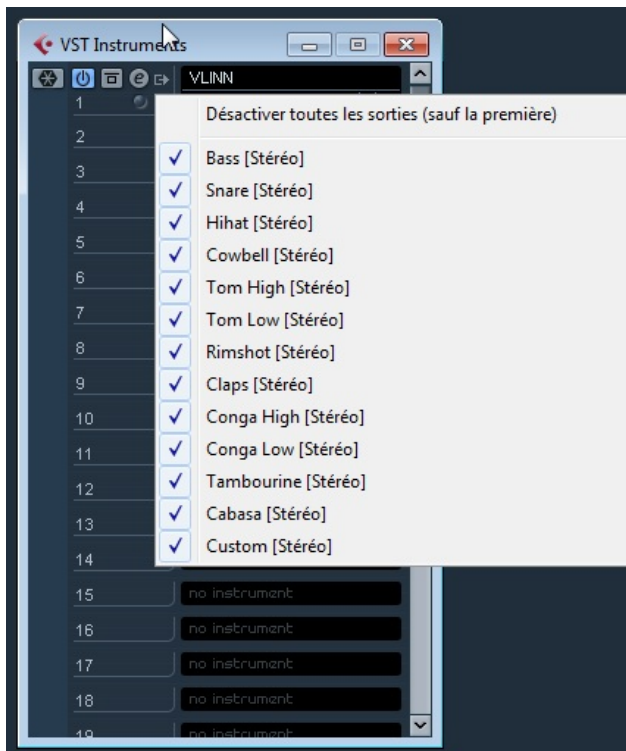 VST Instruments
VLINN
1
Désactiver toutes les sorties (sauf la première)
2
Bass [Stéréo]
3
Snare [Stéréo]
4
Hihat [Stéréo]
5
Cowbell [Stéréo]
6
Tom High [Stéréo]
7
Tom Low [Stéréo]
8
Rimshot [Stéréo]
9
Claps [Stéréo]
10
Conga High [Stéréo]
11
Conga Low [Stéréo]
12
Tambourine [Stéréo]
13
Cabasa [Stéréo]
14
Custom [Stéréo]
15 no instrument
16 no instrument
17 no instrument
18 no instrument
19 no instrument